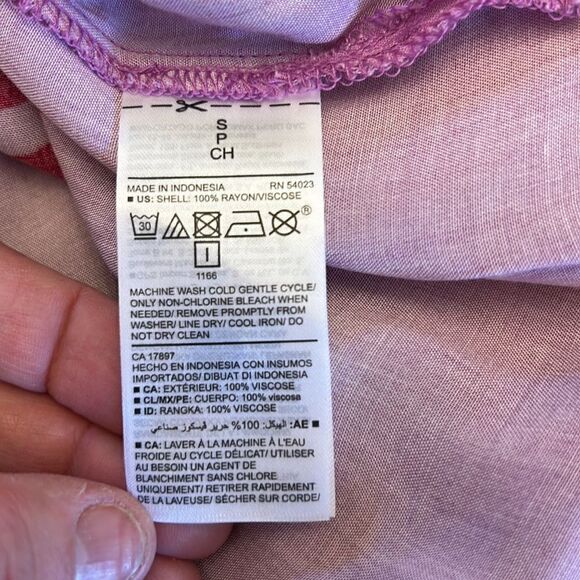 S
P
CH
MADE IN INDONESIA RN 54023
■ US: SHELL: 100% RAYON/VISCOSE
30
®
1166
MACHINE WASH COLD GENTLE CYCLE/
ONLY NON-CHLORINE BLEACH WHEN
NEEDED/ REMOVE PROMPTLY FROM
WASHER/ LINE DRY/ COOL IRON/ DO
NOT DRY CLEAN
CA 17897
HECHO EN INDONESIA CON INSUMOS
IMPORTADOS/ DIBUAT DI INDONESIA
■ CA: EXTÉRIEUR: 100% VISCOSE
■ CL/MX/PE: CUERPO: 100% viscosa
■ ID: RANGKA: 100% VISCOSE
■ AE: الهيكل: 100% حرير فيسكوز صناعي
■ CA: LAVER À LA MACHINE À L'EAU
FROIDE AU CYCLE DÉLICAT/ UTILISER
AU BESOIN UN AGENT DE
BLANCHIMENT SANS CHLORE
UNIQUEMENT/ RETIRER RAPIDEMENT
DE LA LAVEUSE/ SÉCHER SUR CORDE/